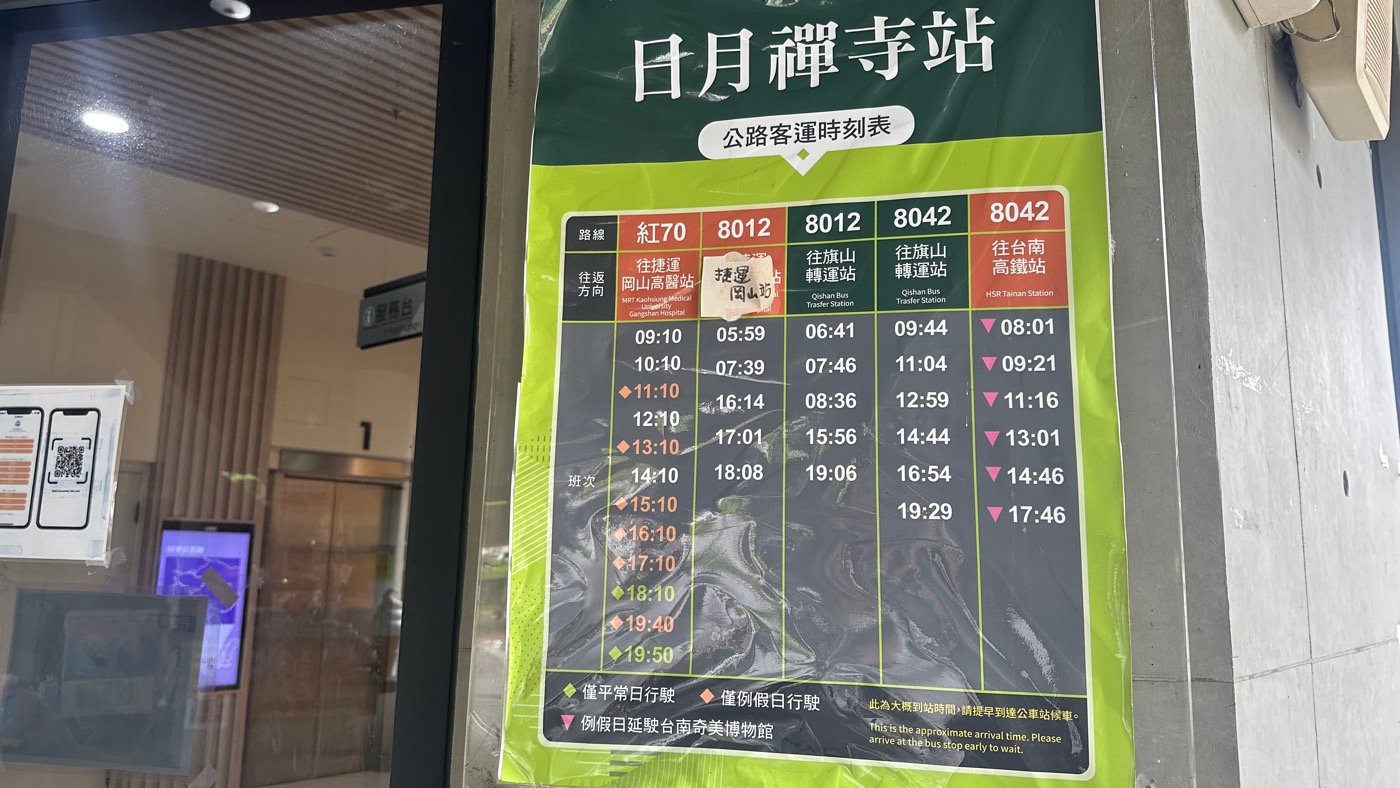 日月禪寺站
公路客運時刻表
路線 紅70 8012 8012 8042 8042
往返方向 往捷運岡山高醫站 MRT Kaohsiung Medical University Gangshan Hospital 捷運岡山站 往旗山轉運站 Qishan Bus Trasfer Station 往旗山轉運站 Qishan Bus Trasfer Station 往台南高鐵站 HSR Tainan Station
班次
09:10 05:59 06:41 09:44 ▼08:01
10:10 07:39 07:46 11:04 ▼09:21
◆11:10 16:14 08:36 12:59 ▼11:16
12:10 17:01 15:56 14:44 ▼13:01
◆13:10 18:08 19:06 16:54 ▼14:46
14:10 19:29 ▼17:46
◆15:10
◆16:10
◆17:10
◆18:10
◆19:40
◆19:50
◆僅平常日行駛 ◆僅例假日行駛
▼例假日延駛台南奇美博物館
此為大概到站時間,請提早到達公車站候車。
This is the approximate arrival time. Please
arrive at the bus stop early to wait.
服務台
1